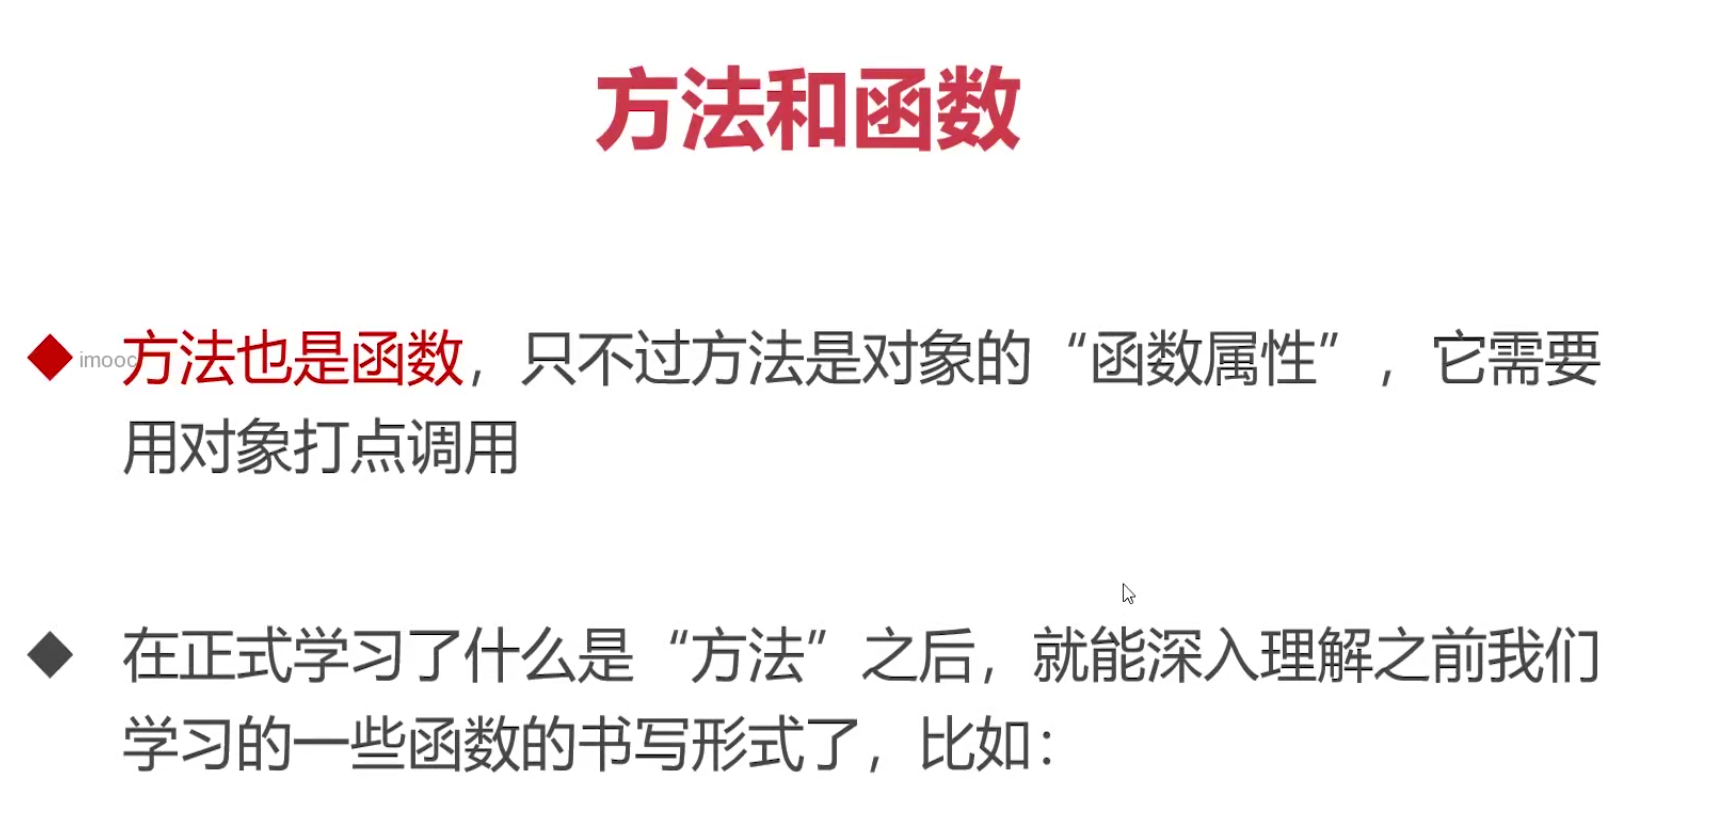 方法和函数
imooc
方法也是函数，只不过方法是对象的“函数属性”，它需要
用对象打点调用
在正式学习了什么是“方法”之后，就能深入理解之前我们
学习的一些函数的书写形式了，比如：